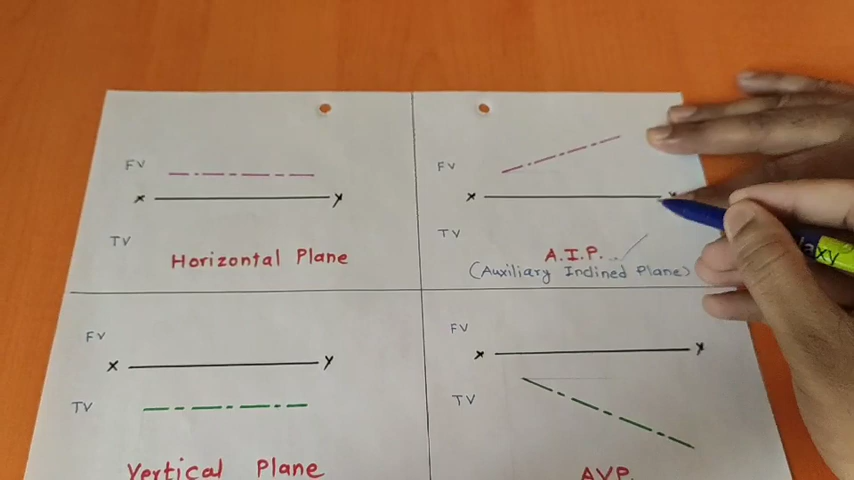 FV
X Y
TV
Horizontal Plane
FV
X Y
TV
A.I.P.
(Auxiliary Inclined Plane)
FV
X Y
TV
Vertical Plane
FV
X Y
TV
AVP.